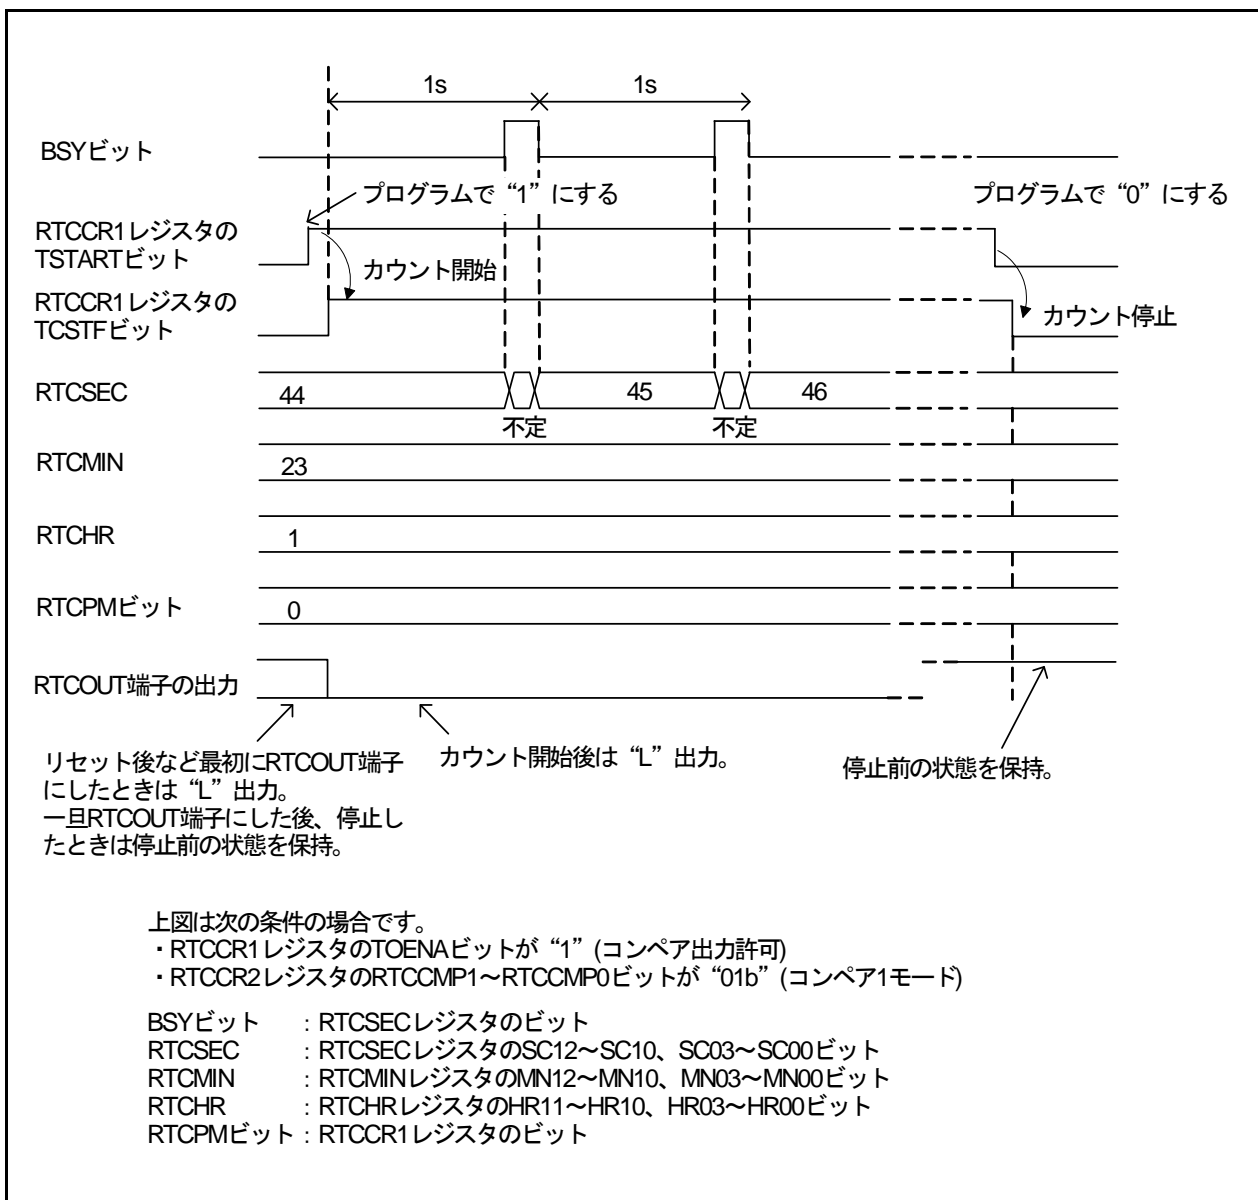 1s 1s
BSYビット
プログラムで“1”にする プログラムで“0”にする
RTCCR1レジスタの
TSTARTビット
カウント開始
RTCCR1レジスタの
TCSTFビット
カウント停止
RTCSEC 44 45 46
不定 不定
RTCMIN 23
RTCHR 1
RTCPMビット 0
RTCOUT端子の出力
リセット後など最初にRTCOUT端子
にしたときは“L”出力。
一旦RTCOUT端子にした後、停止し
たときは停止前の状態を保持。
カウント開始後は“L”出力。
停止前の状態を保持。
上図は次の条件の場合です。
・RTCCR1レジスタのTOENAビットが“1”(コンペア出力許可)
・RTCCR2レジスタのRTCCMP1～RTCCMP0ビットが“01b”(コンペア1モード)
BSYビット : RTCSECレジスタのビット
RTCSEC : RTCSECレジスタのSC12～SC10、SC03～SC00ビット
RTCMIN : RTCMINレジスタのMN12～MN10、MN03～MN00ビット
RTCHR : RTCHRレジスタのHR11～HR10、HR03～HR00ビット
RTCPMビット : RTCCR1レジスタのビット